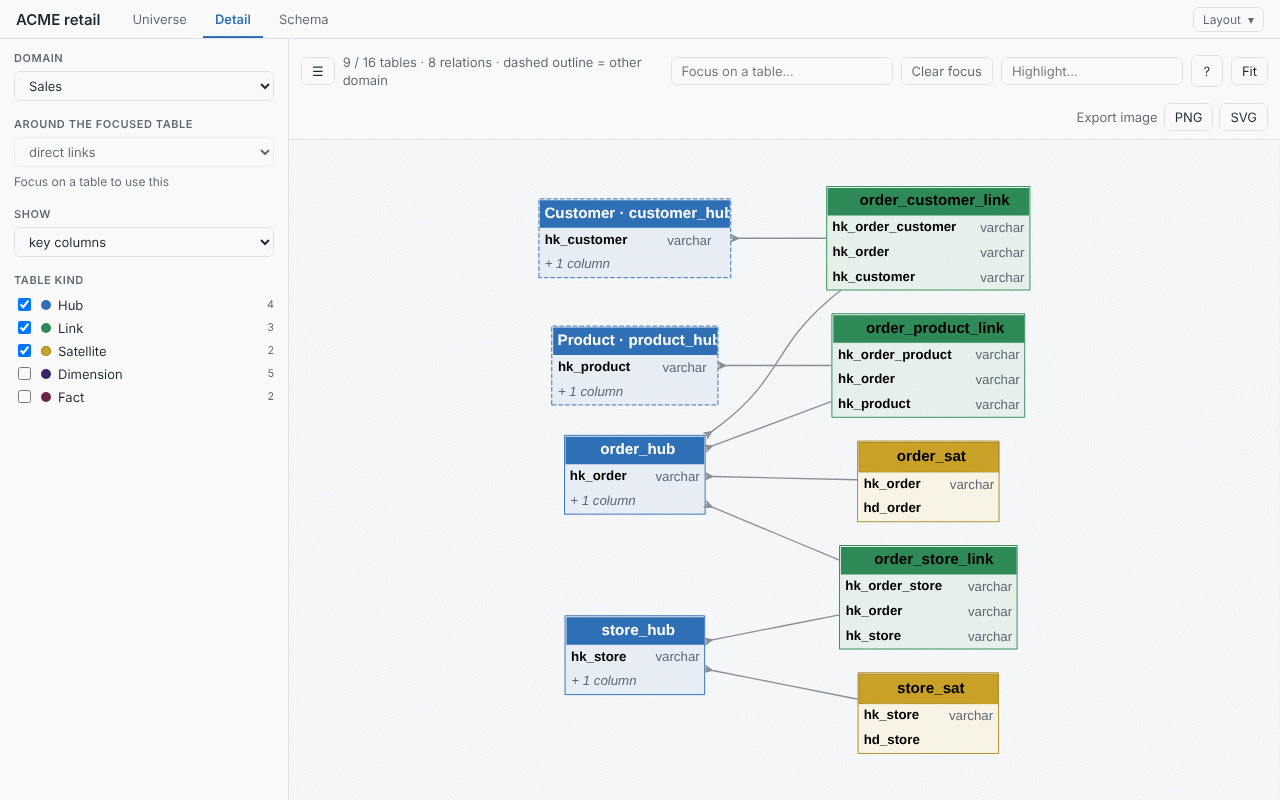 ACME retail
Universe
Detail
Schema
Layout ▾
DOMAIN
Sales
AROUND THE FOCUSED TABLE
direct links
Focus on a table to use this
SHOW
key columns
TABLE KIND
Hub 4
Link 3
Satellite 2
Dimension 5
Fact 2
☰
9 / 16 tables · 8 relations · dashed outline = other
domain
Focus on a table...
Clear focus
Highlight...
?
Fit
Export image
PNG
SVG
Customer · customer_hub
hk_customer varchar
+ 1 column
order_customer_link
hk_order_customer varchar
hk_order varchar
hk_customer varchar
Product · product_hub
hk_product varchar
+ 1 column
order_product_link
hk_order_product varchar
hk_order varchar
hk_product varchar
order_hub
hk_order varchar
+ 1 column
order_sat
hk_order varchar
hd_order
order_store_link
hk_order_store varchar
hk_order varchar
hk_store varchar
store_hub
hk_store varchar
+ 1 column
store_sat
hk_store varchar
hd_store